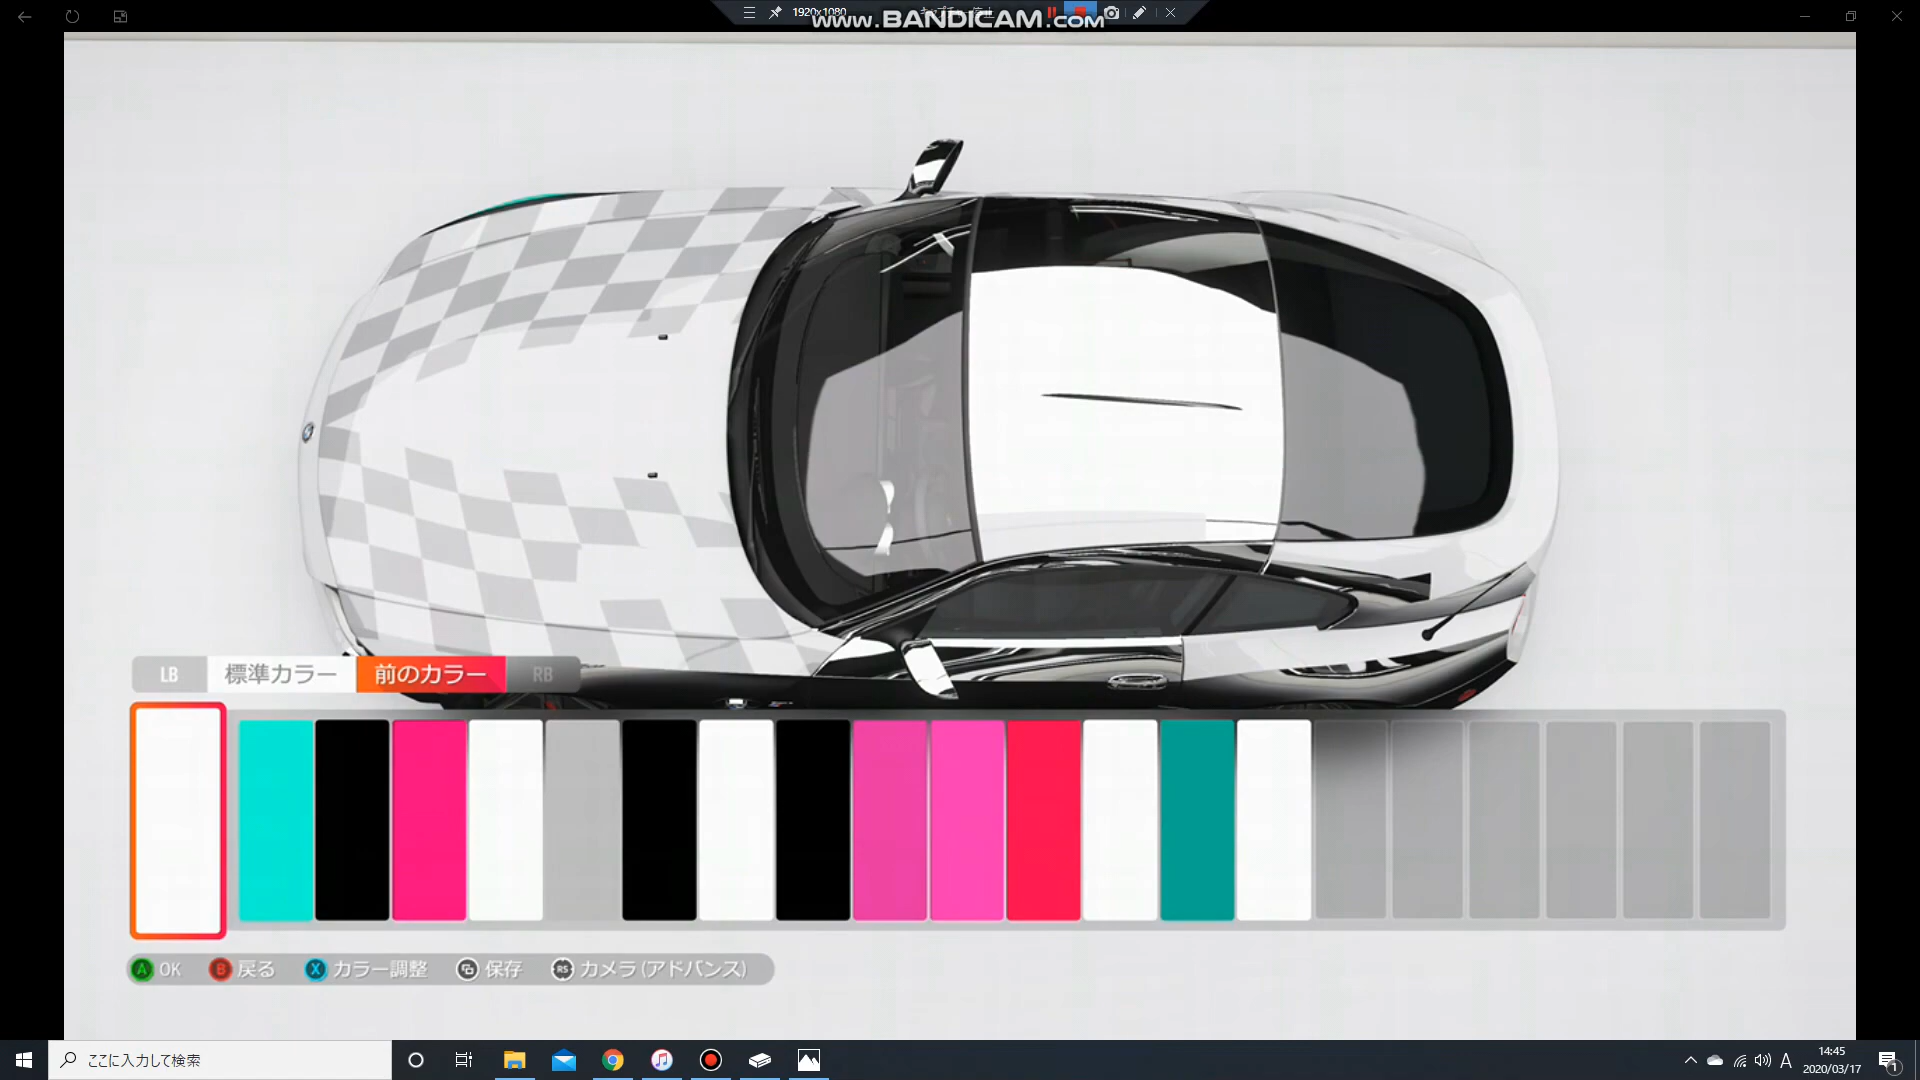 1920x1080
www.BANDICAM.com
LB 標準カラー 前のカラー RB
A OK B 戻る X カラー調整 保存 RS カメラ (アドバンス)
ここに入力して検索
A 14:45
2020/03/17
1